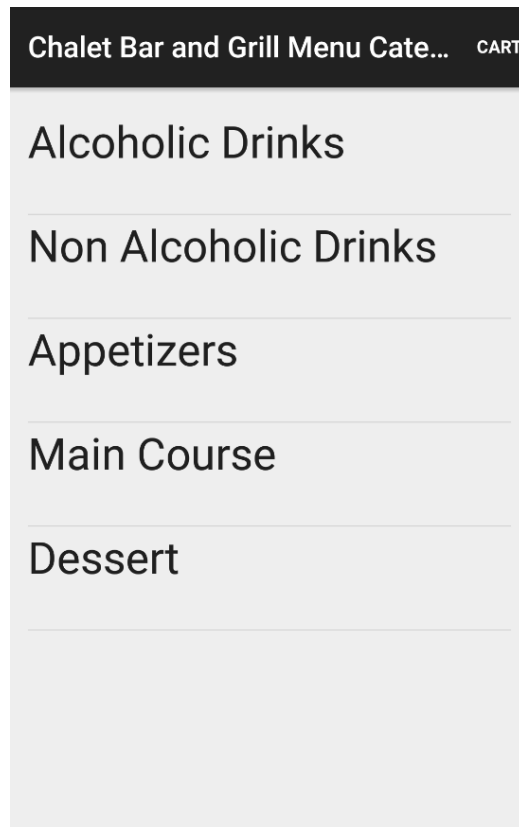 Chalet Bar and Grill Menu Cate... CART
Alcoholic Drinks
Non Alcoholic Drinks
Appetizers
Main Course
Dessert